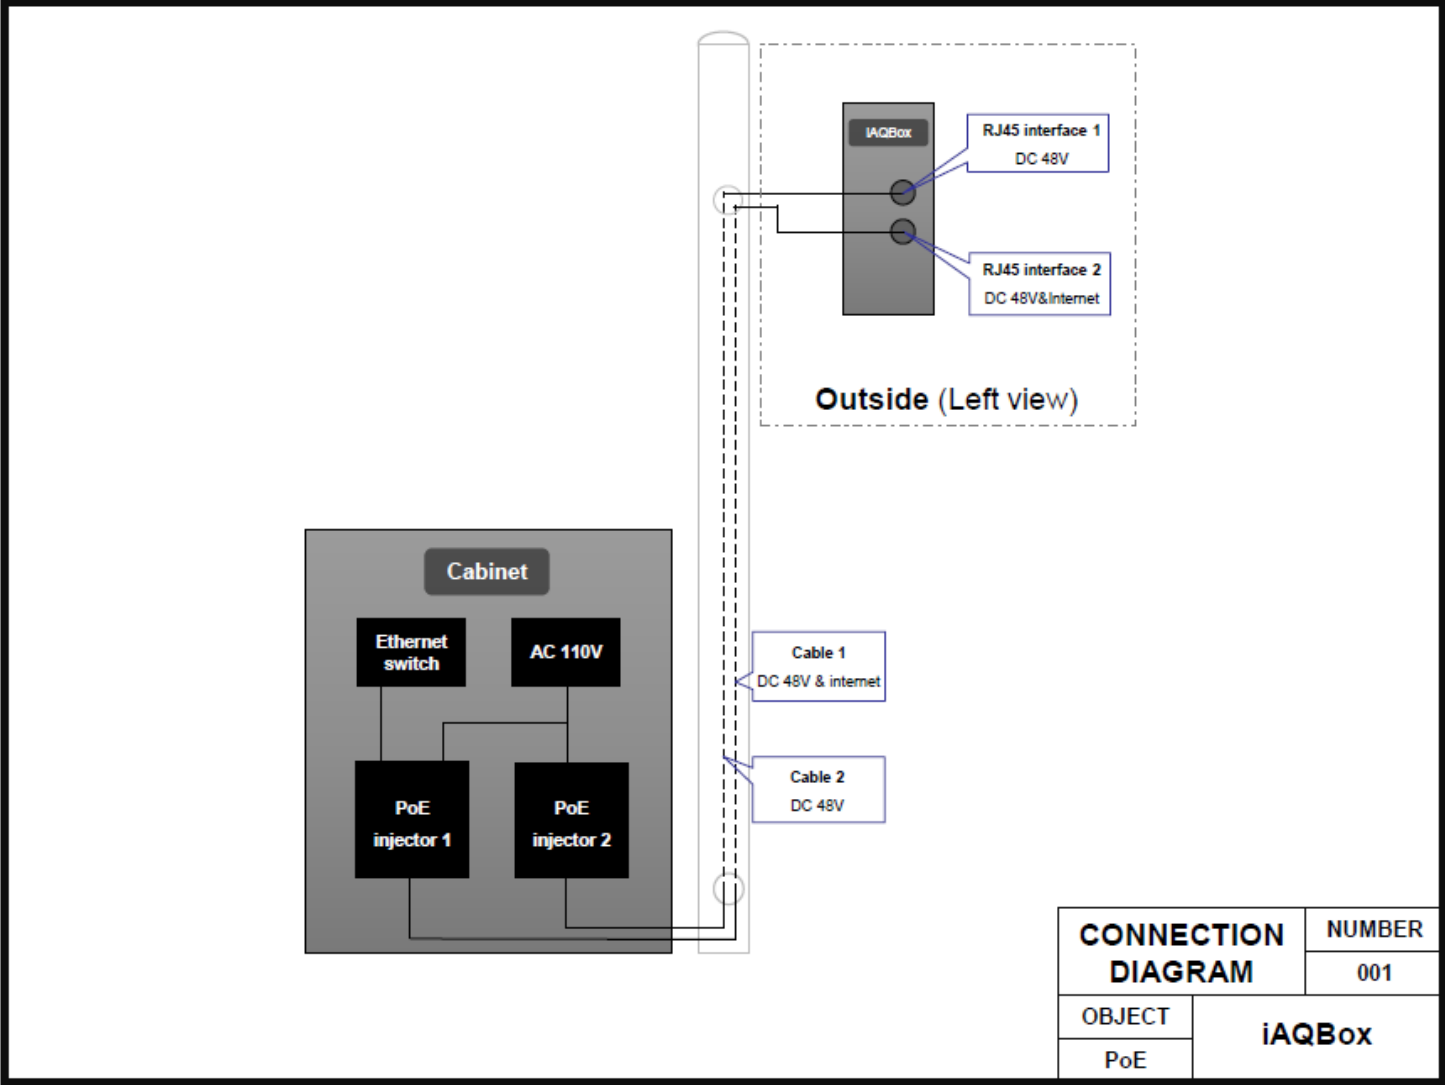 IAQBox
RJ45 interface 1
DC 48V
RJ45 interface 2
DC 48V&Internet
Outside (Left view)
Cabinet
Ethernet
switch
AC 110V
PoE
injector 1
PoE
injector 2
Cable 1
DC 48V & internet
Cable 2
DC 48V
CONNECTION
DIAGRAM
NUMBER
001
OBJECT
PoE
iAQBox